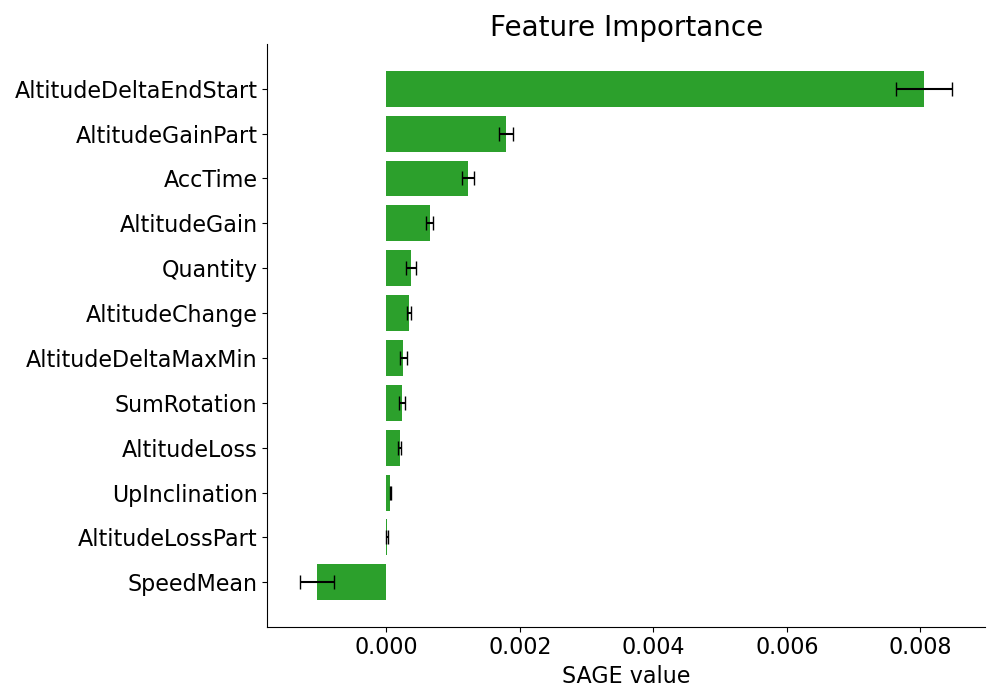 Feature Importance
AltitudeDeltaEndStart
AltitudeGainPart
AccTime
AltitudeGain
Quantity
AltitudeChange
AltitudeDeltaMaxMin
SumRotation
AltitudeLoss
UpInclination
AltitudeLossPart
SpeedMean
0.000 0.002 0.004 0.006 0.008
SAGE value